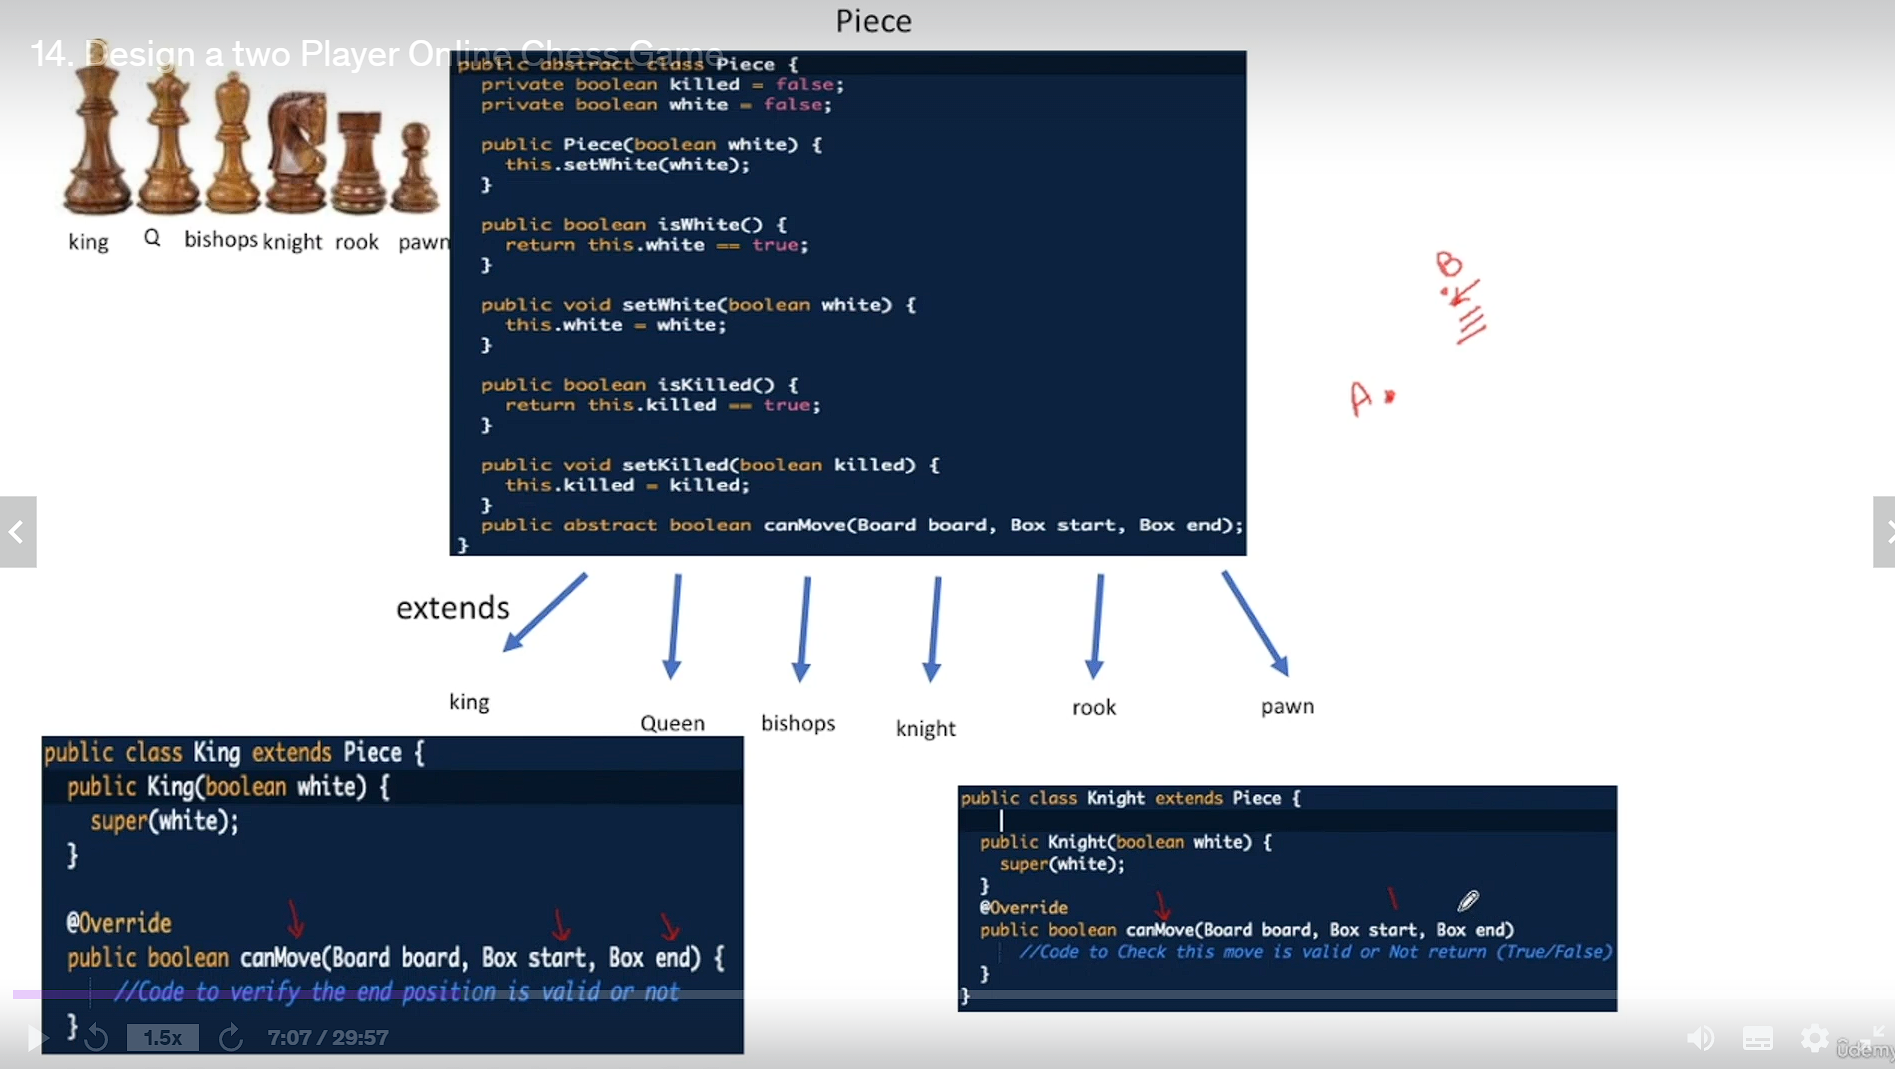 Piece
14. Design a two Player Online Chess Game
king Q bishops knight rook pawn
public abstract class Piece {
private boolean killed = false;
private boolean white = false;
public Piece(boolean white) {
this.setWhite(white);
}
public boolean isWhite() {
return this.white == true;
}
public void setWhite(boolean white) {
this.white = white;
}
public boolean isKilled() {
return this.killed == true;
}
public void setKilled(boolean killed) {
this.killed = killed;
}
public abstract boolean canMove(Board board, Box start, Box end);
}
B
A
extends
king
Queen
bishops
knight
rook
pawn
public class King extends Piece {
public King(boolean white) {
super(white);
}
@Override
public boolean canMove(Board board, Box start, Box end) {
//Code to verify the end position is valid or not
}
public class Knight extends Piece {
public Knight(boolean white) {
super(white);
}
@Override
public boolean canMove(Board board, Box start, Box end)
//Code to Check this move is valid or Not return (True/False)
}
}
1.5x
7:07 / 29:57
ûdemy